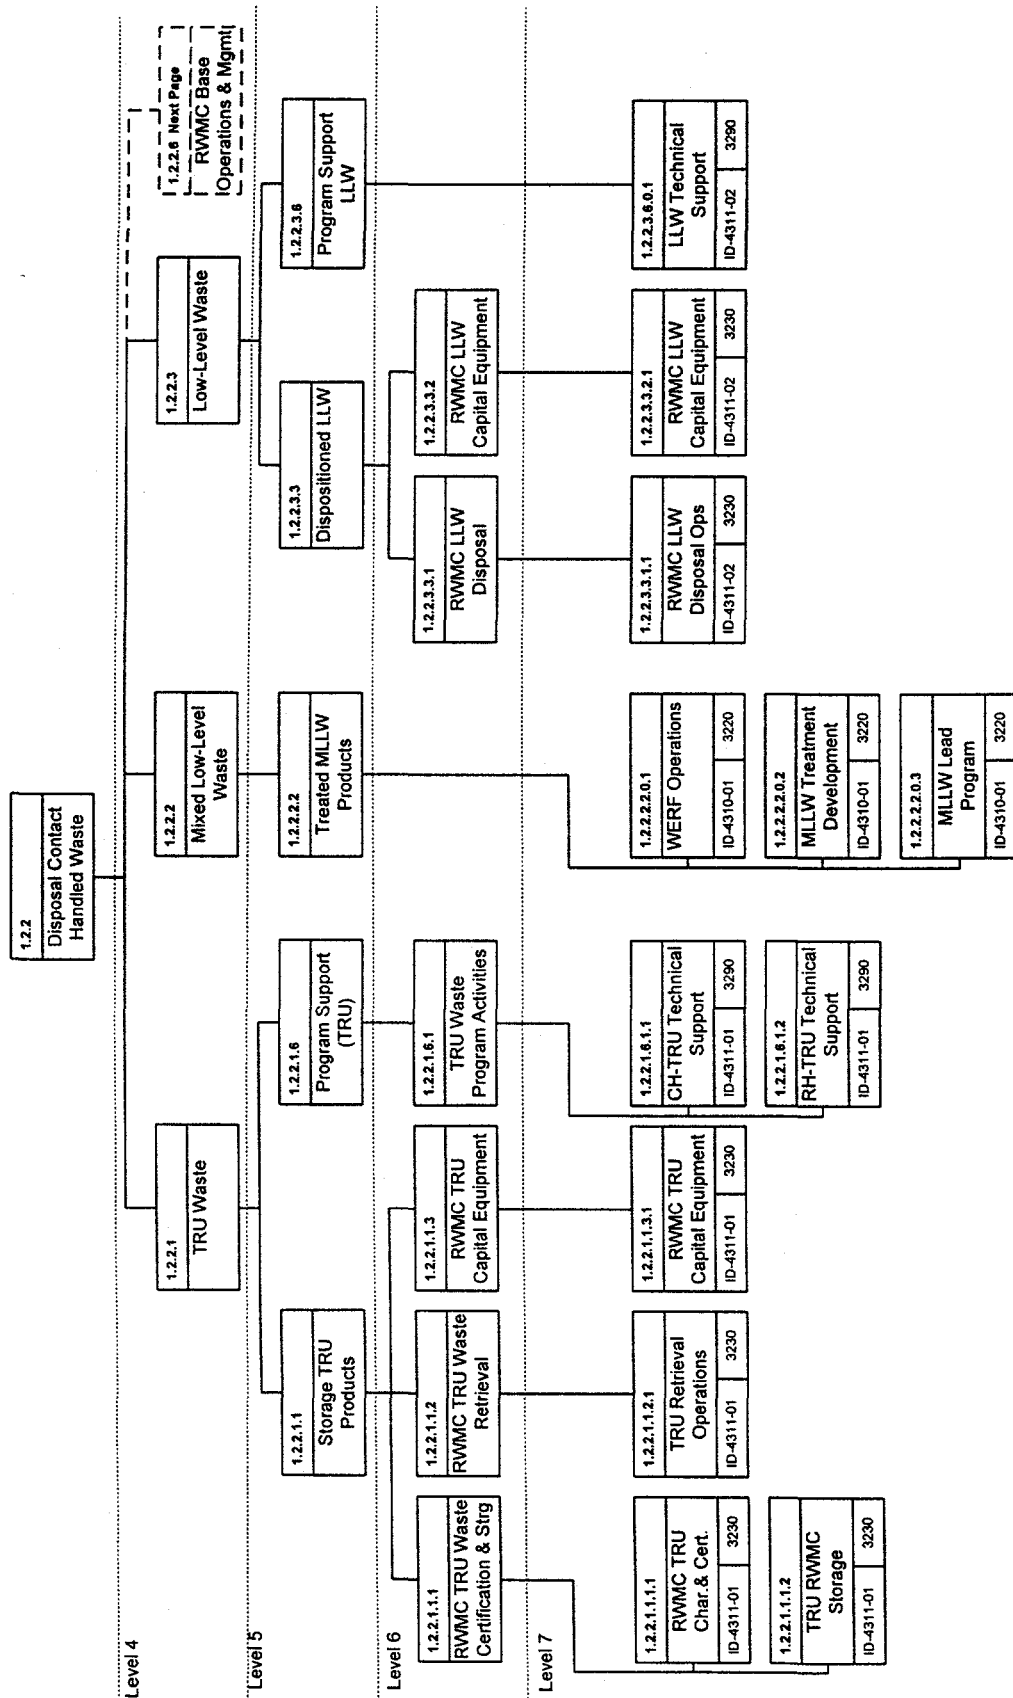 1.2.2
Disposal Contact
Handled Waste
Level 4
1.2.2.1
TRU Waste
1.2.2.2
Mixed Low-Level
Waste
1.2.2.3
Low-Level Waste
1.2.2.6 Next Page
RWMC Base
Operations & Mgmt
Level 5
1.2.2.1.1
Storage TRU
Products
1.2.2.1.6
Program Support
(TRU)
1.2.2.2.2
Treated MLLW
Products
1.2.2.3.3
Dispositioned LLW
1.2.2.3.6
Program Support
LLW
Level 6
1.2.2.1.1.1
RWMC TRU Waste
Certification & Strg
1.2.2.1.1.2
RWMC TRU Waste
Retrieval
1.2.2.1.1.3
RWMC TRU
Capital Equipment
1.2.2.1.6.1
TRU Waste
Program Activities
1.2.2.3.3.1
RWMC LLW
Disposal
1.2.2.3.3.2
RWMC LLW
Capital Equipment
Level 7
1.2.2.1.1.1.1
RWMC TRU
Char.& Cert.
ID-4311-01 3230
1.2.2.1.1.1.2
TRU RWMC
Storage
ID-4311-01 3230
1.2.2.1.1.2.1
TRU Retrieval
Operations
ID-4311-01 3230
1.2.2.1.1.3.1
RWMC TRU
Capital Equipment
ID-4311-01 3230
1.2.2.1.6.1.1
CH-TRU Technical
Support
ID-4311-01 3290
1.2.2.1.6.1.2
RH-TRU Technical
Support
ID-4311-01 3290
1.2.2.2.2.0.1
WERF Operations
ID-4310-01 3220
1.2.2.2.2.0.2
MLLW Treatment
Development
ID-4310-01 3220
1.2.2.2.2.0.3
MLLW Lead
Program
ID-4310-01 3220
1.2.2.3.3.1.1
RWMC LLW
Disposal Ops
ID-4311-02 3230
1.2.2.3.3.2.1
RWMC LLW
Capital Equipment
ID-4311-02 3230
1.2.2.3.6.0.1
LLW Technical
Support
ID-4311-02 3290